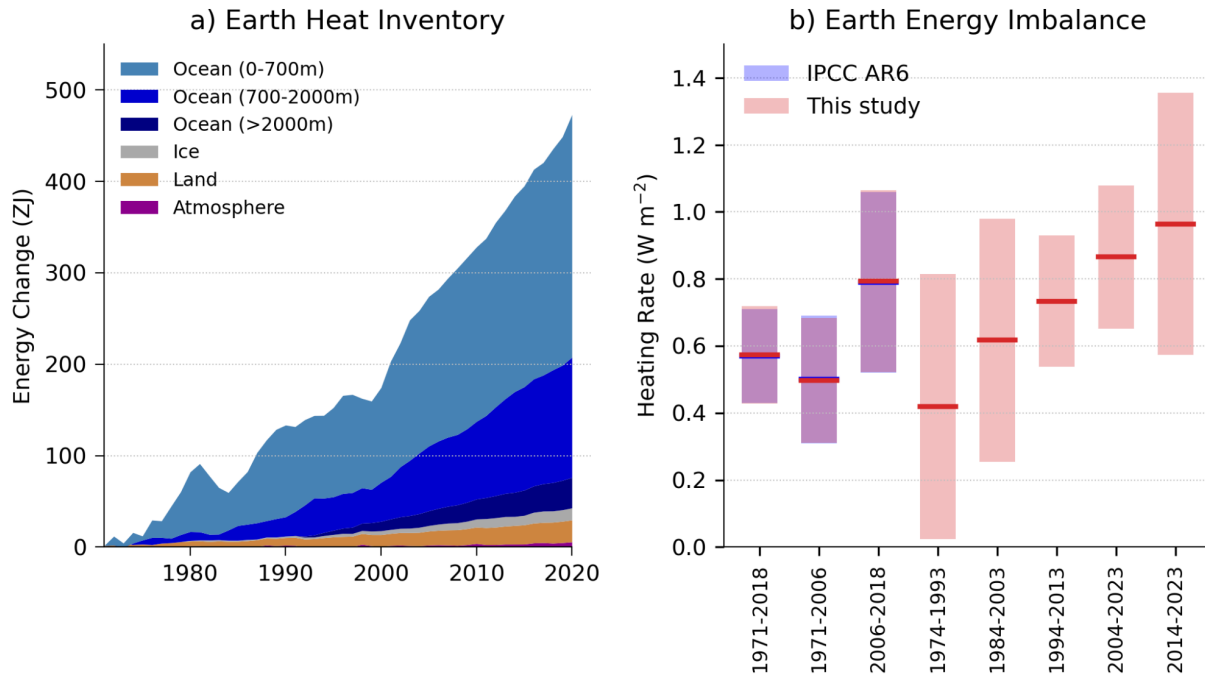 a) Earth Heat Inventory
Energy Change (ZJ)
500
400
300
200
100
0
Ocean (0-700m)
Ocean (700-2000m)
Ocean (>2000m)
Ice
Land
Atmosphere
1980
1990
2000
2010
2020
b) Earth Energy Imbalance
Heating Rate (W m⁻²)
1.4
1.2
1.0
0.8
0.6
0.4
0.2
0.0
IPCC AR6
This study
1971-2018
1971-2006
2006-2018
1974-1993
1984-2003
1994-2013
2004-2023
2014-2023